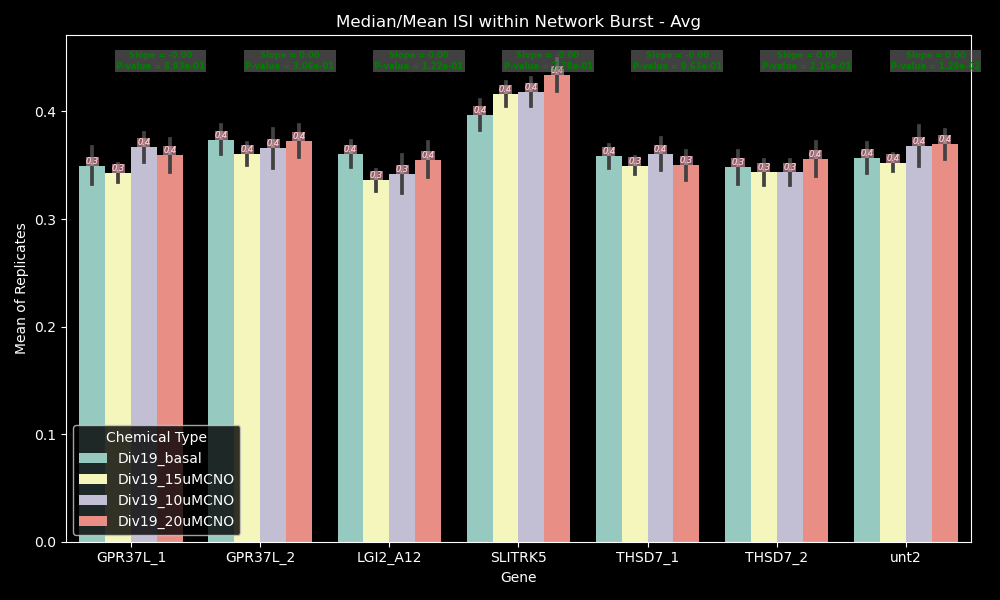 Median/Mean ISI within Network Burst - Avg
Mean of Replicates
0.4
0.3
0.2
0.1
0.0
0.3 0.3 0.4 0.4
0.4 0.4 0.4 0.4
0.4 0.3 0.3 0.4
0.4 0.4 0.4 0.4
0.4 0.3 0.4 0.3
0.3 0.3 0.3 0.4
0.4 0.4 0.4 0.4
Chemical Type
Div19_basal
Div19_15uMCNO
Div19_10uMCNO
Div19_20uMCNO
GPR37L_1 GPR37L_2 LGI2_A12 SLITRK5 THSD7_1 THSD7_2 unt2
Gene